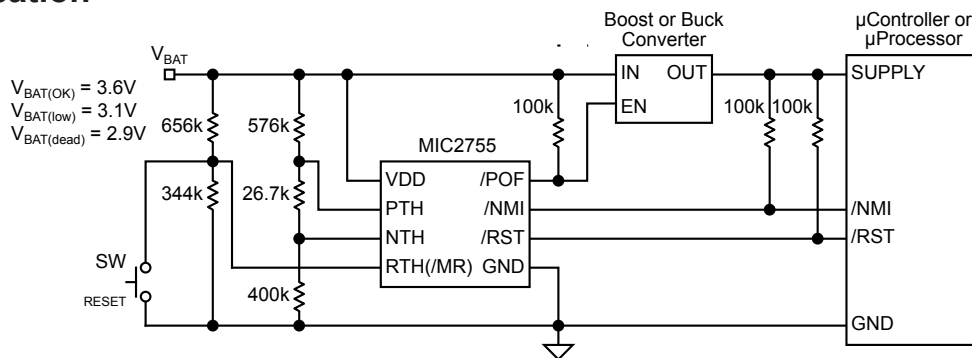 Boost or Buck
Converter
µController or
µProcessor
VBAT
IN
OUT
SUPPLY
VBAT(OK) = 3.6V
VBAT(low) = 3.1V
VBAT(dead) = 2.9V
100k
EN
100k
100k
656k
576k
MIC2755
VDD
/POF
344k
26.7k
PTH
/NMI
/NMI
NTH
/RST
/RST
SW
RTH(/MR)
GND
RESET
400k
GND